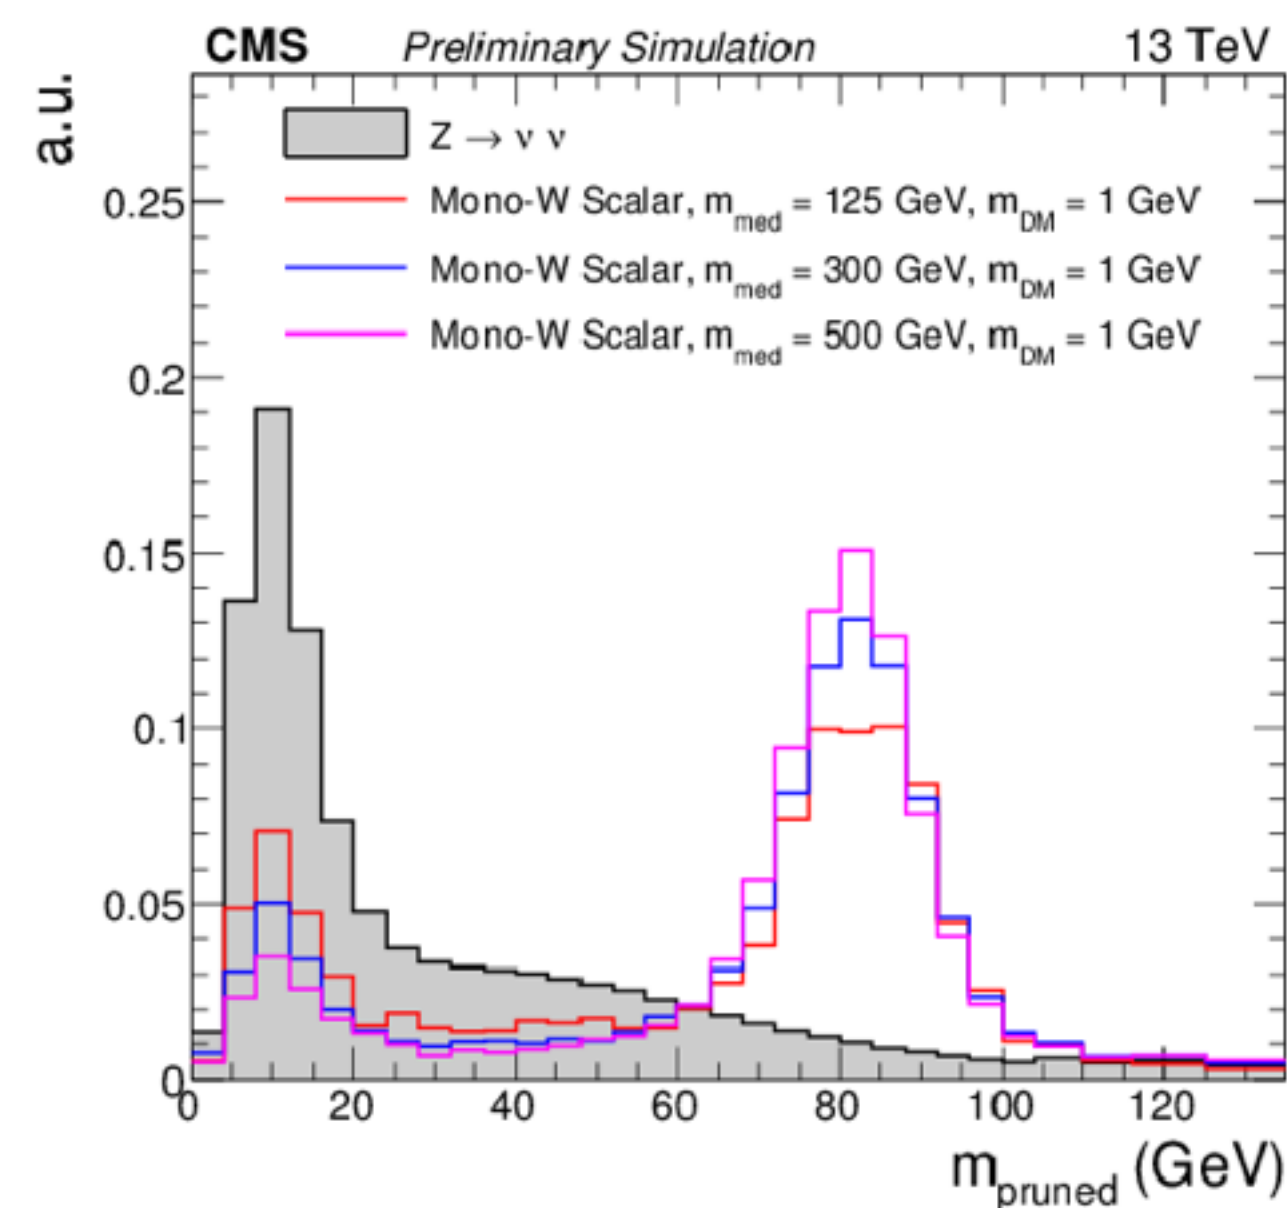 CMS Preliminary Simulation 13 TeV
a.u.
Z → ν ν
Mono-W Scalar, m_med = 125 GeV, m_DM = 1 GeV
Mono-W Scalar, m_med = 300 GeV, m_DM = 1 GeV
Mono-W Scalar, m_med = 500 GeV, m_DM = 1 GeV
0.25
0.2
0.15
0.1
0.05
0
0 20 40 60 80 100 120
m_pruned (GeV)